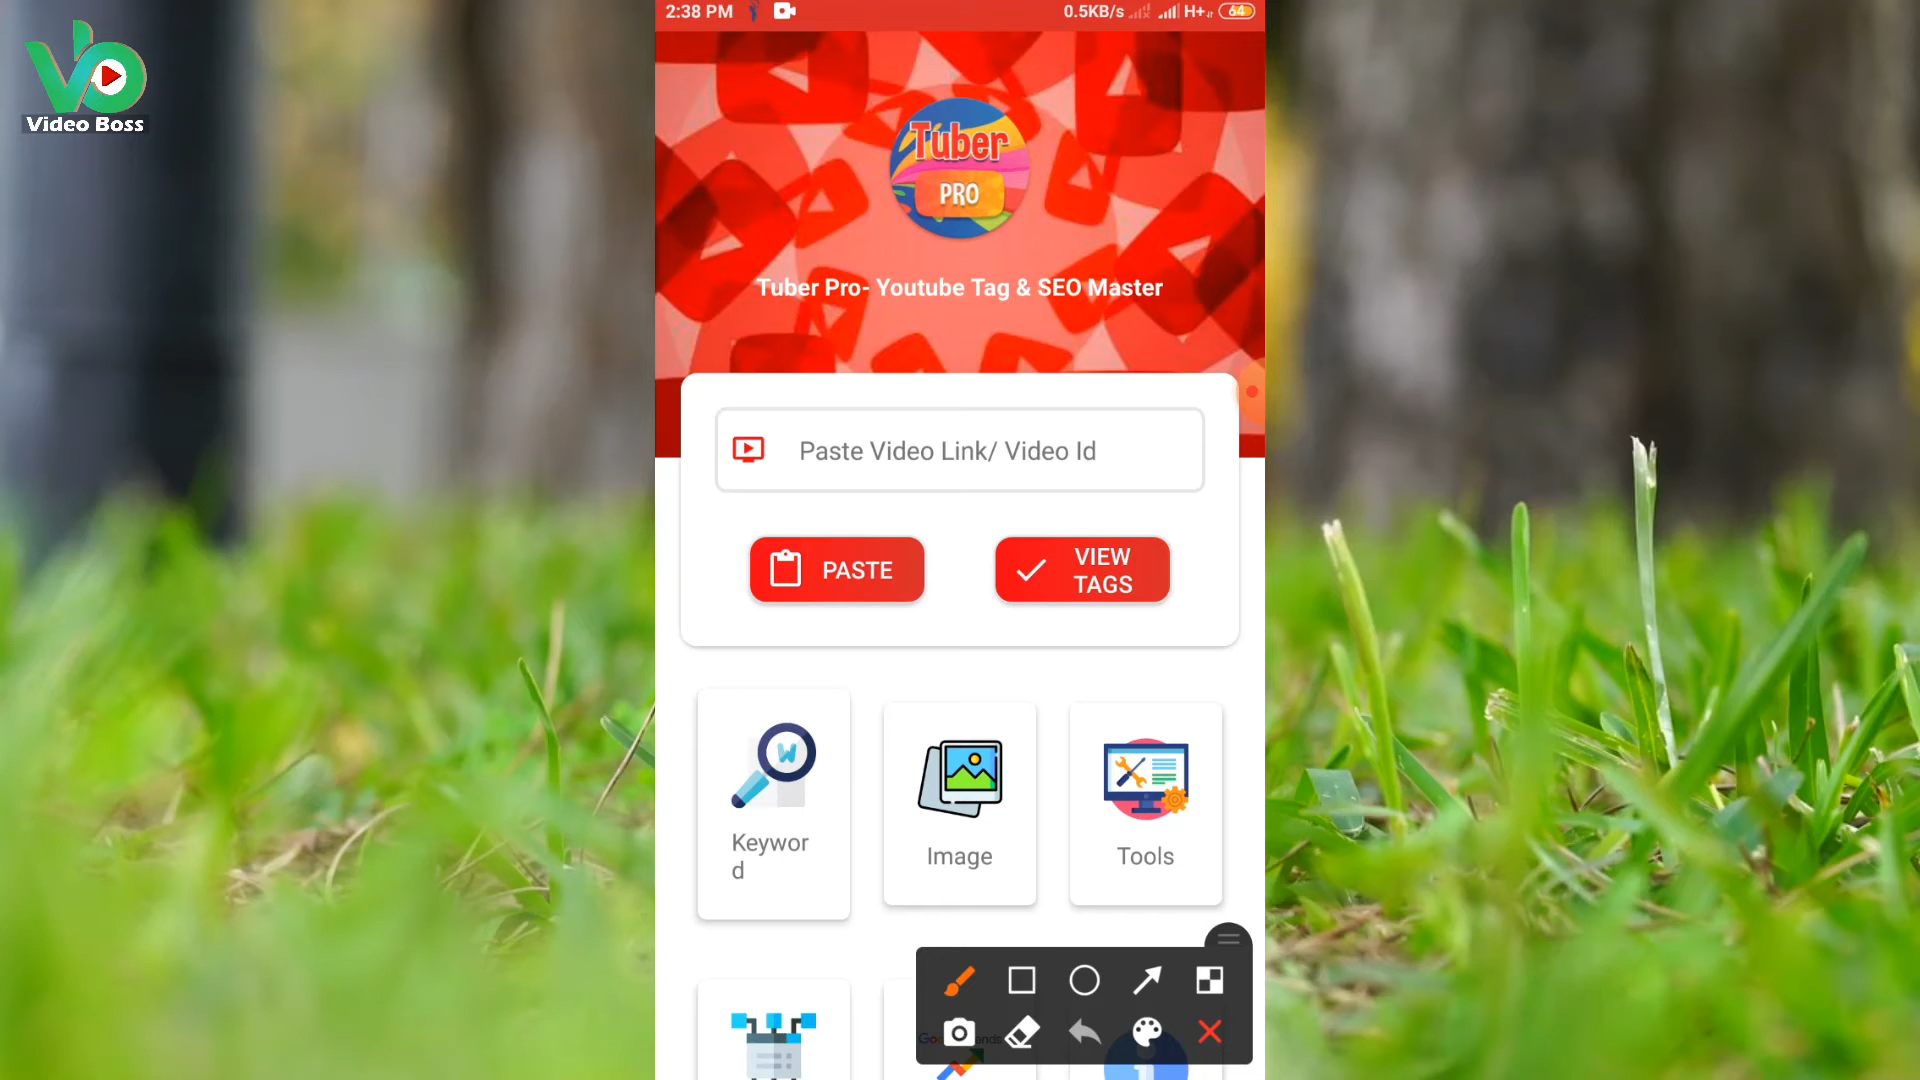 2:38 PM
0.5KB/s
H+
64
Video Boss
Tuber
PRO
Tuber Pro- Youtube Tag & SEO Master
Paste Video Link/ Video Id
PASTE
VIEW
TAGS
W
Keywor
d
Image
Tools